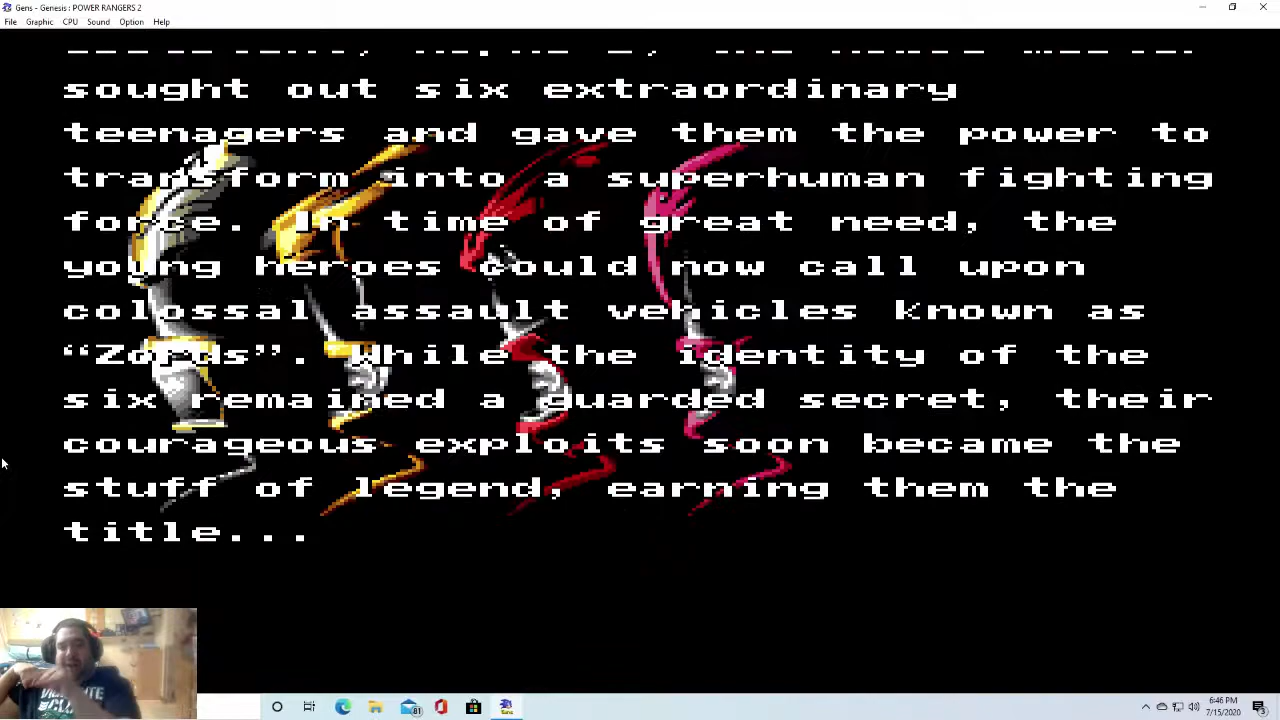 Gens - Genesis : POWER RANGERS 2
File Graphic CPU Sound Option Help
sought out six extraordinary
teenagers and gave them the power to
transform into a superhuman fighting
force. In time of great need, the
young heroes could now call upon
colossal assault vehicles known as
“Zords”. While the identity of the
six remained a guarded secret, their
courageous exploits soon became the
stuff of legend, earning them the
title...
81
6:46 PM
7/15/2020
3